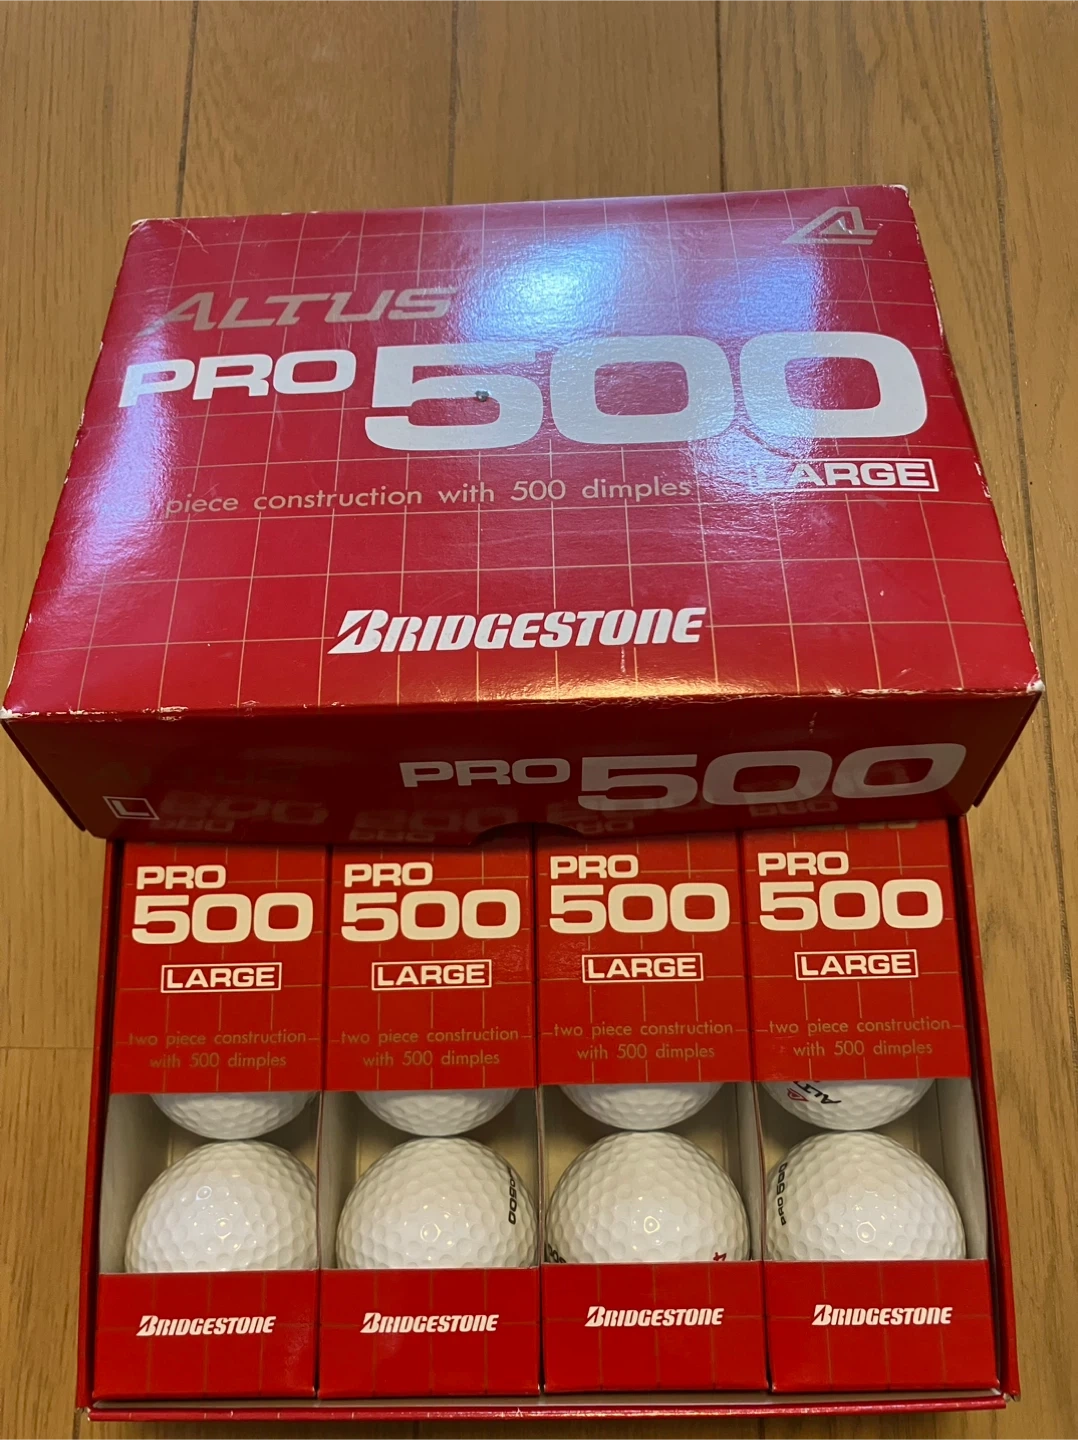 ALTUS
PRO 500
LARGE
piece construction with 500 dimples
BRIDGESTONE
PRO 500
L
PRO
500
LARGE
two piece construction
with 500 dimples
PRO
500
LARGE
two piece construction
with 500 dimples
PRO
500
LARGE
two piece construction
with 500 dimples
PRO
500
LARGE
two piece construction
with 500 dimples
PRO500
4
BRIDGESTONE
BRIDGESTONE
BRIDGESTONE
BRIDGESTONE